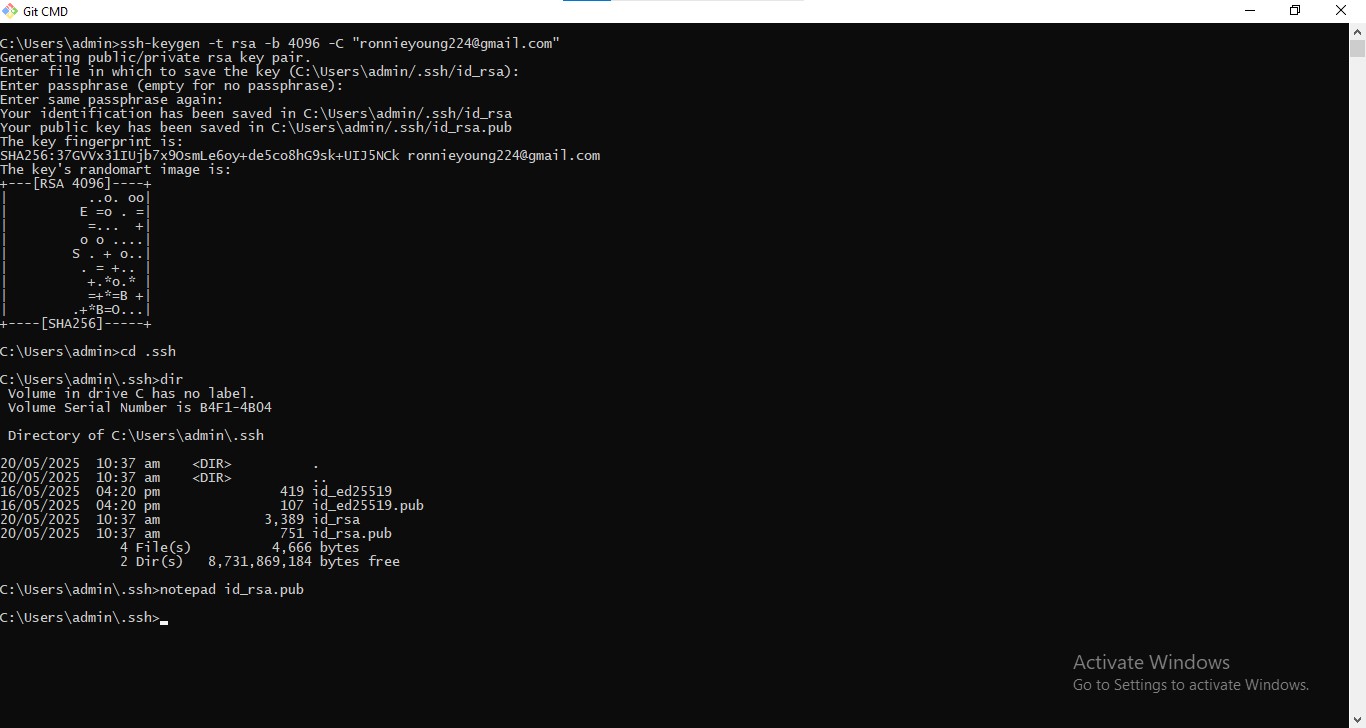 Git CMD
C:\Users\admin>ssh-keygen -t rsa -b 4096 -C "ronnieyoung224@gmail.com"
Generating public/private rsa key pair.
Enter file in which to save the key (C:\Users\admin/.ssh/id_rsa):
Enter passphrase (empty for no passphrase):
Enter same passphrase again:
Your identification has been saved in C:\Users\admin/.ssh/id_rsa
Your public key has been saved in C:\Users\admin/.ssh/id_rsa.pub
The key fingerprint is:
SHA256:37GVVx31IUjb7x9OsmLe6oy+de5co8hG9sk+UIJ5NCk ronnieyoung224@gmail.com
The key's randomart image is:
+---[RSA 4096]----+
|          ..o. oo|
|         E =o . =|
|          =... +|
|         o o ....|
|        S . + o..|
|         . = +.. |
|          +.*o.* |
|          =+*=B +|
|        .+*B=O...|
+----[SHA256]-----+
C:\Users\admin>cd .ssh
C:\Users\admin\.ssh>dir
 Volume in drive C has no label.
 Volume Serial Number is B4F1-4B04
 Directory of C:\Users\admin\.ssh
20/05/2025  10:37 am    <DIR>          .
20/05/2025  10:37 am    <DIR>          ..
16/05/2025  04:20 pm               419 id_ed25519
16/05/2025  04:20 pm               107 id_ed25519.pub
20/05/2025  10:37 am             3,389 id_rsa
20/05/2025  10:37 am               751 id_rsa.pub
               4 File(s)          4,666 bytes
               2 Dir(s)   8,731,869,184 bytes free
C:\Users\admin\.ssh>notepad id_rsa.pub
C:\Users\admin\.ssh>
Activate Windows
Go to Settings to activate Windows.